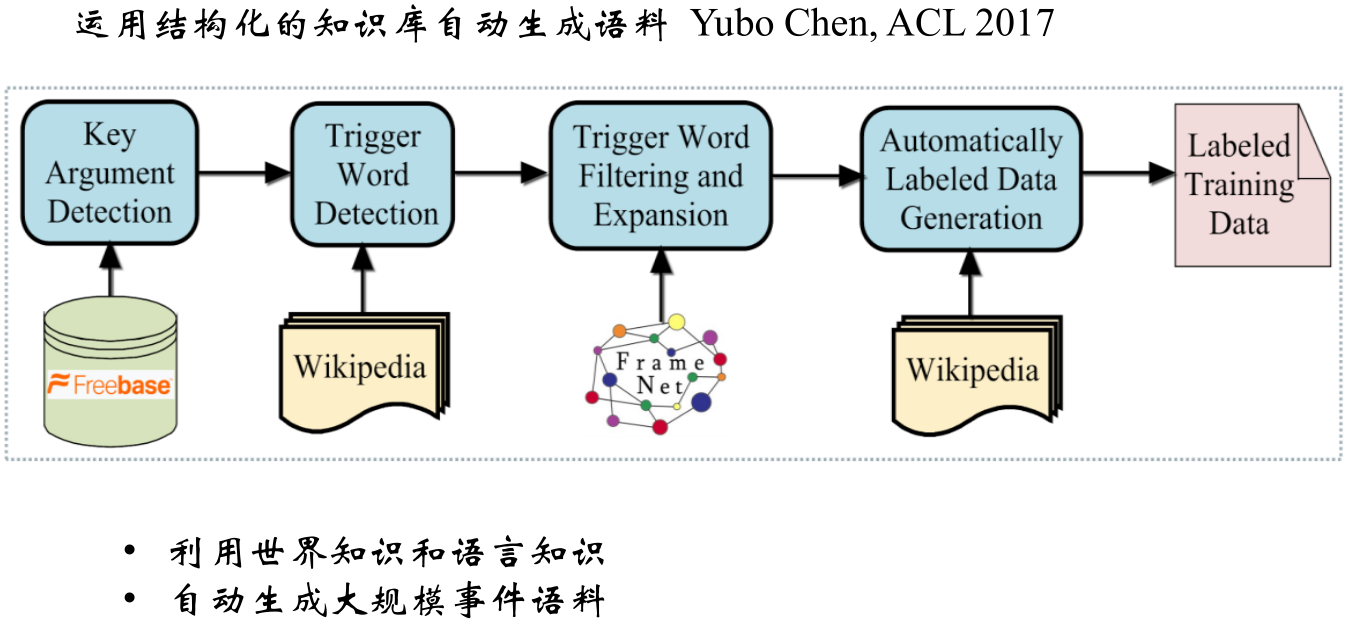 运用结构化的知识库自动生成语料 Yubo Chen, ACL 2017
Key
Argument
Detection
Trigger
Word
Detection
Trigger Word
Filtering and
Expansion
Automatically
Labeled Data
Generation
Labeled
Training
Data
Freebase
Wikipedia
Frame
Net
Wikipedia
• 利用世界知识和语言知识
• 自动生成大规模事件语料